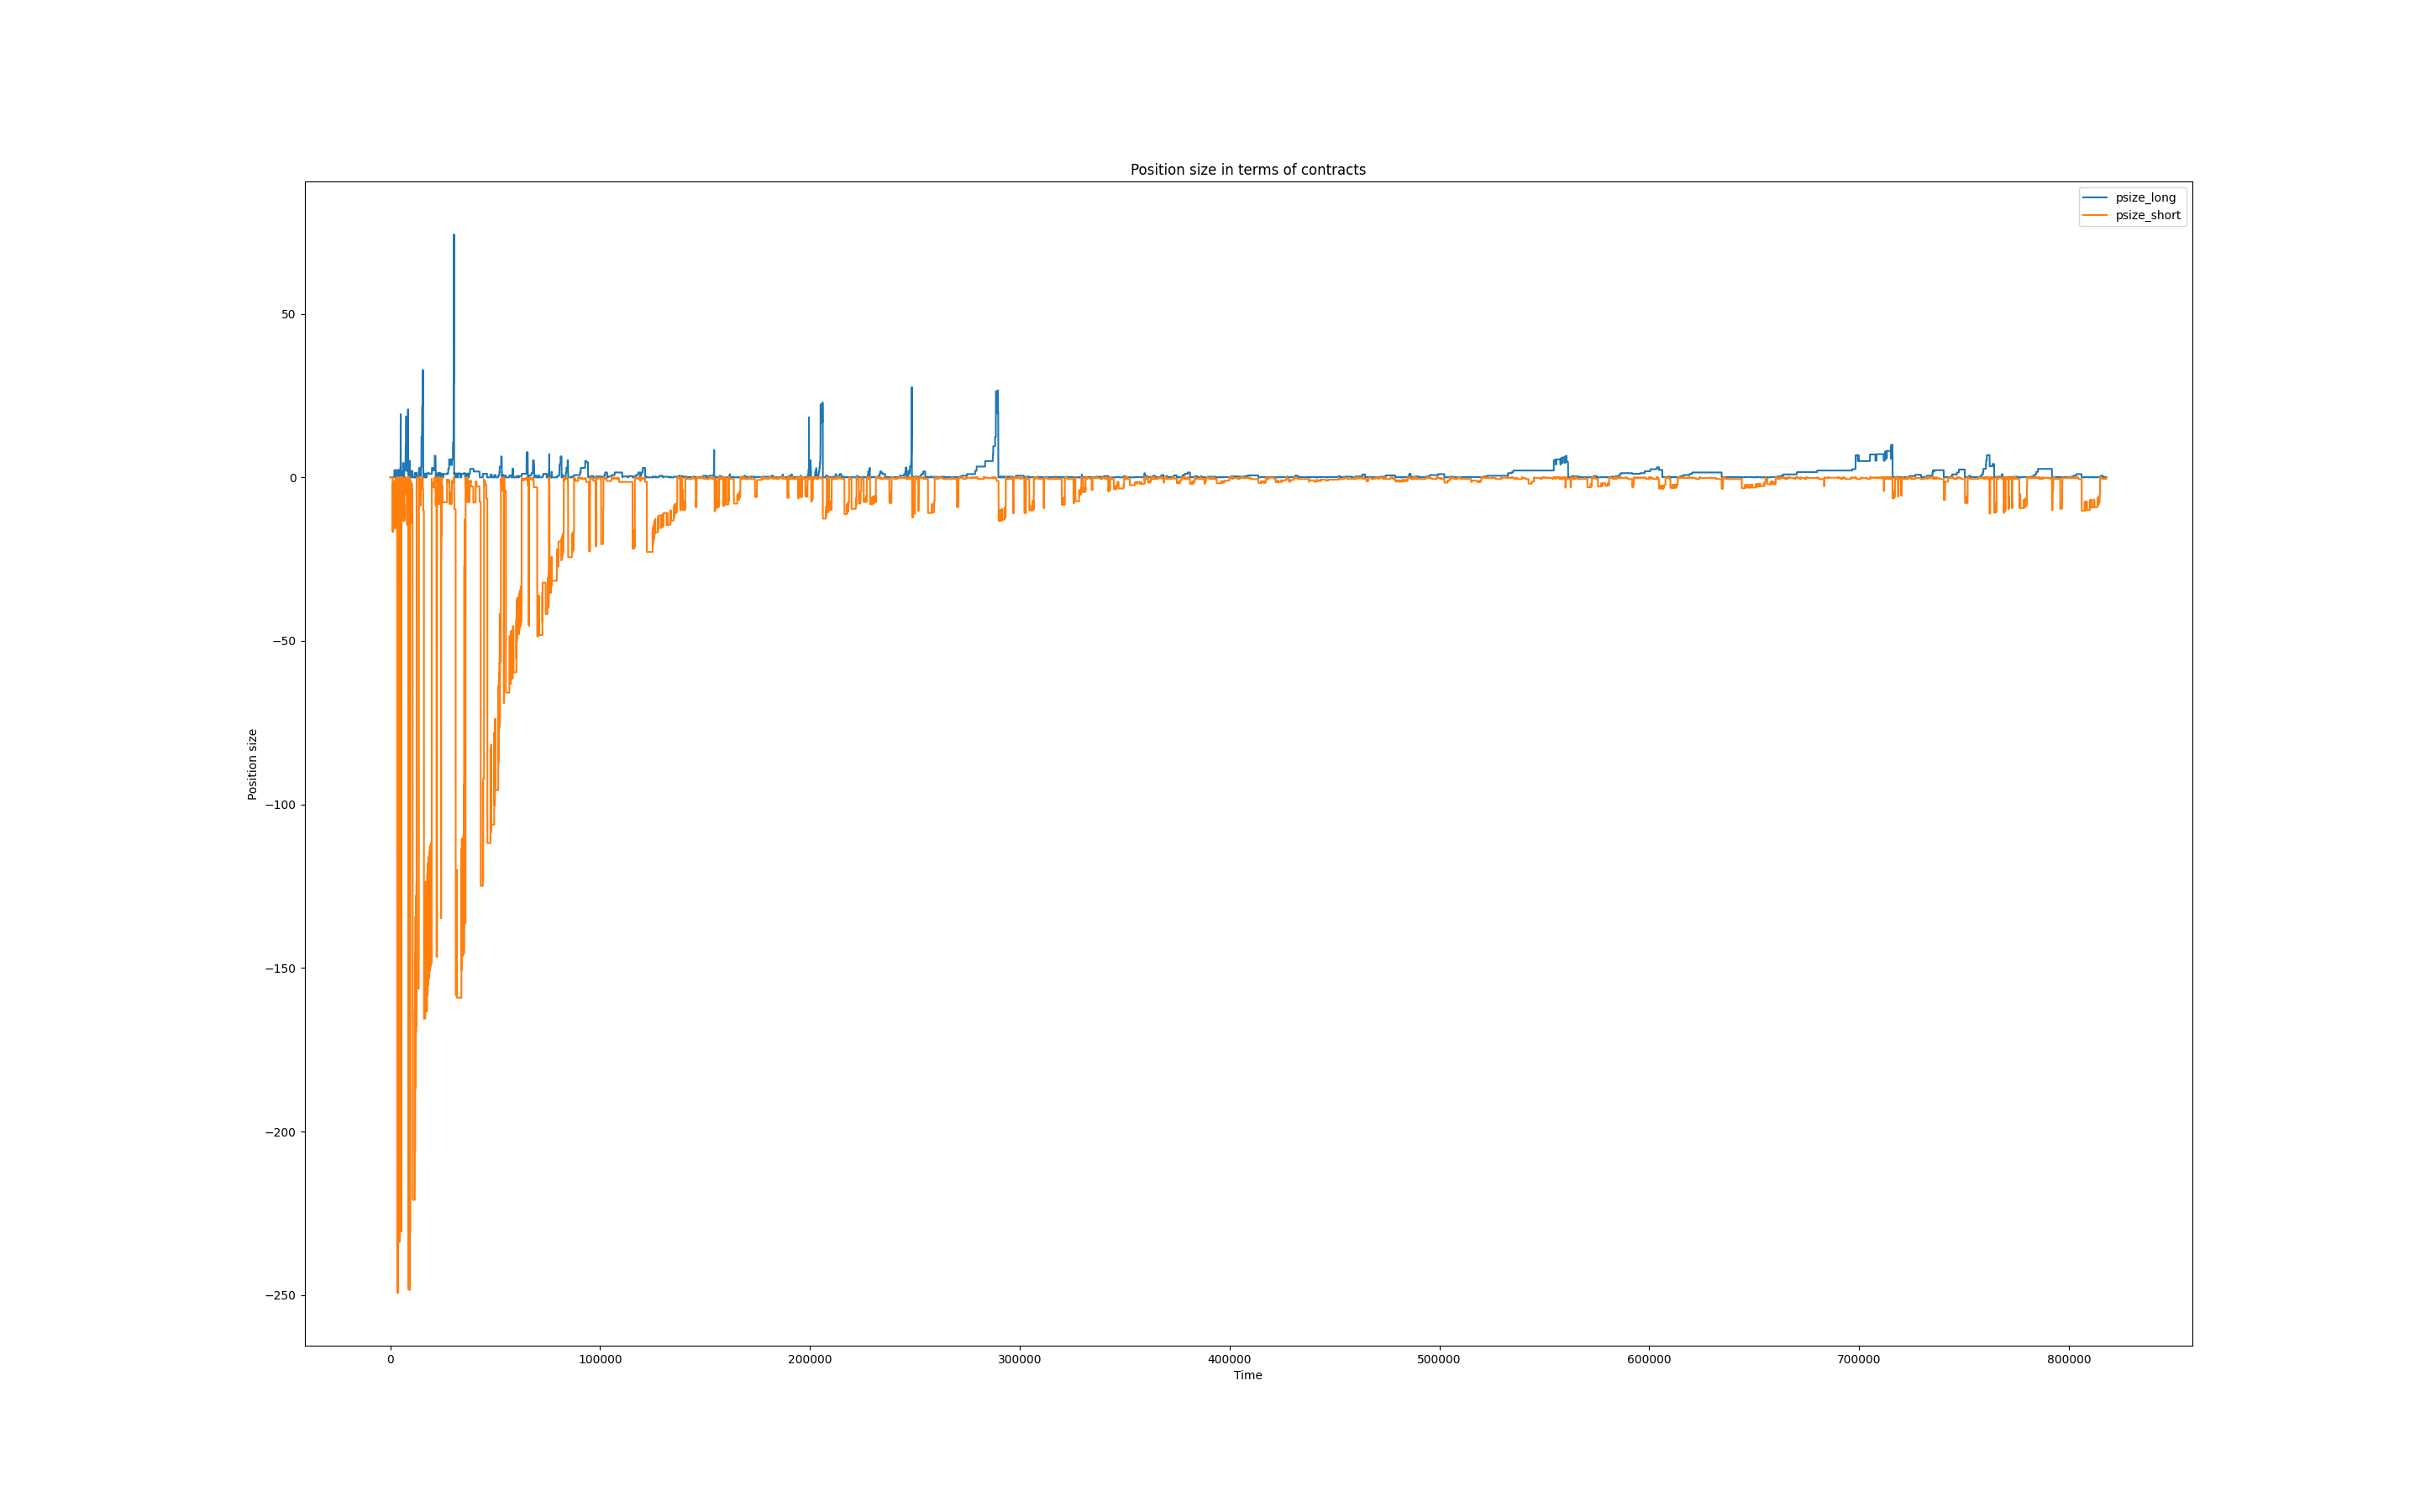 Position size in terms of contracts
psize_long
psize_short
50
0
−50
−100
−150
−200
−250
Position size
0 100000 200000 300000 400000 500000 600000 700000 800000
Time